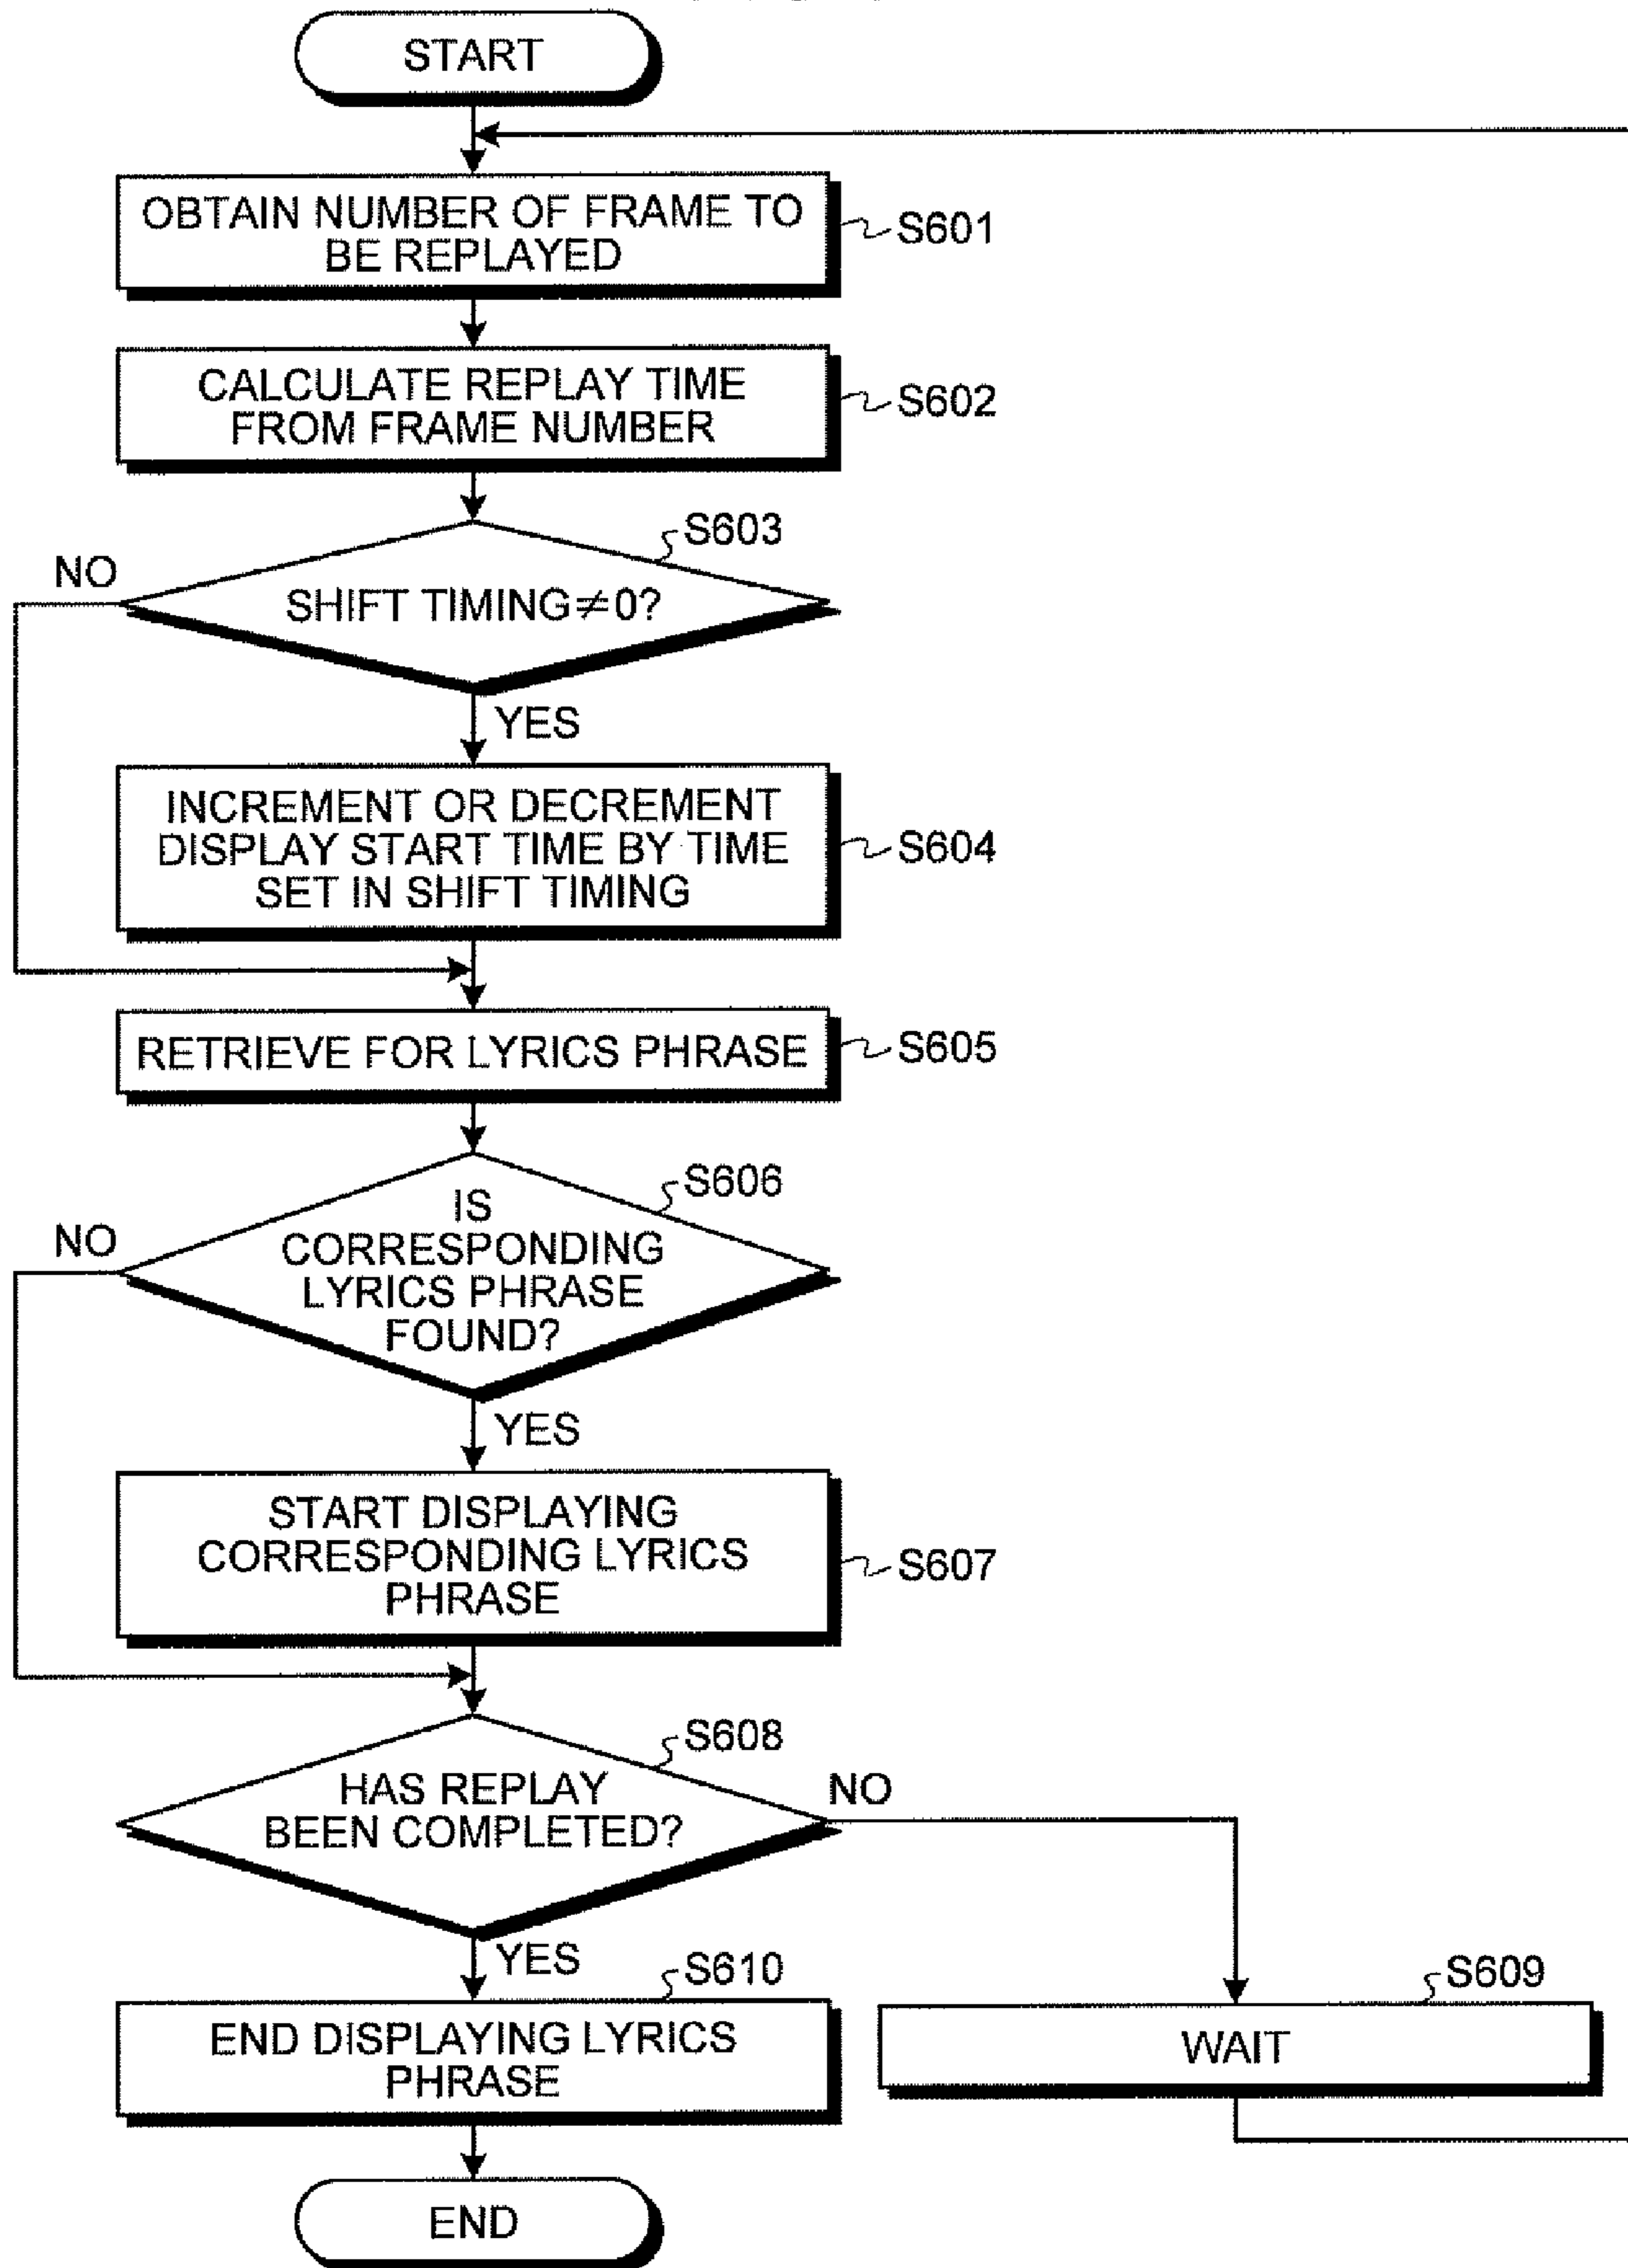 START
OBTAIN NUMBER OF FRAME TO
BE REPLAYED
S601
CALCULATE REPLAY TIME
FROM FRAME NUMBER
S602
S603
NO
SHIFT TIMING≠0?
YES
INCREMENT OR DECREMENT
DISPLAY START TIME BY TIME
SET IN SHIFT TIMING
S604
RETRIEVE FOR LYRICS PHRASE
S605
S606
NO
IS
CORRESPONDING
LYRICS PHRASE
FOUND?
YES
START DISPLAYING
CORRESPONDING LYRICS
PHRASE
S607
S608
HAS REPLAY
BEEN COMPLETED?
NO
YES
S610
END DISPLAYING LYRICS
PHRASE
S609
WAIT
END